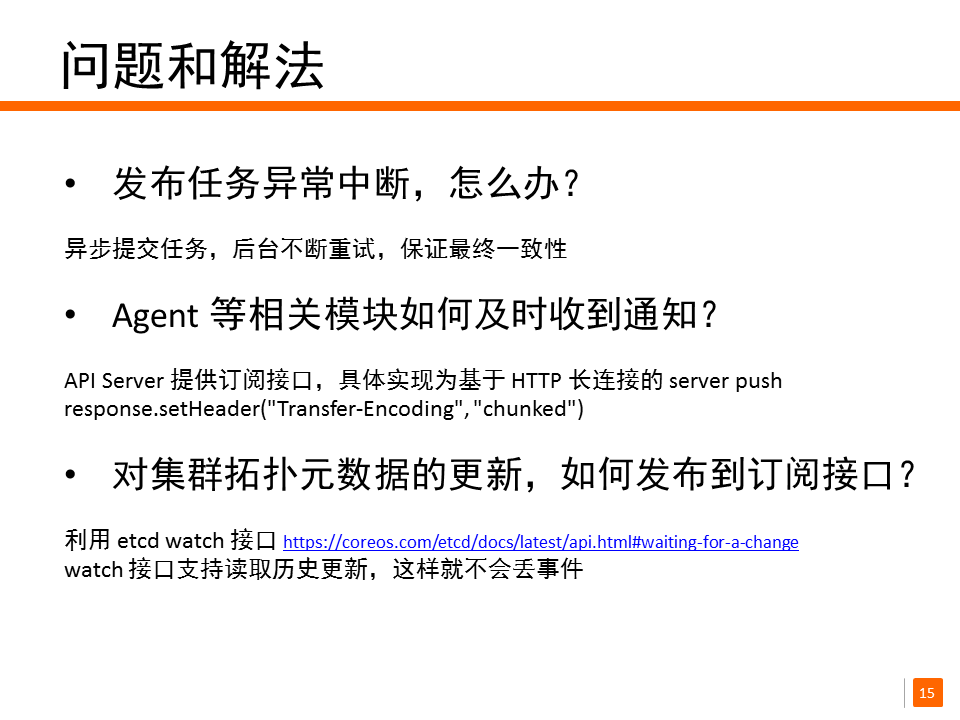 问题和解法
• 发布任务异常中断，怎么办？
异步提交任务，后台不断重试，保证最终一致性
• Agent 等相关模块如何及时收到通知？
API Server 提供订阅接口，具体实现为基于 HTTP 长连接的 server push
response.setHeader("Transfer-Encoding", "chunked")
• 对集群拓扑元数据的更新，如何发布到订阅接口？
利用 etcd watch 接口 https://coreos.com/etcd/docs/latest/api.html#waiting-for-a-change
watch 接口支持读取历史更新，这样就不会丢事件
15